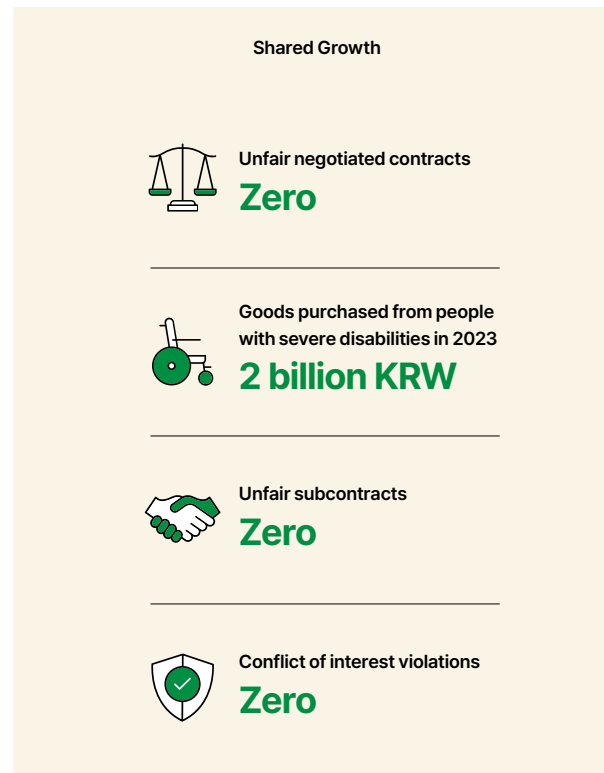 Shared Growth
Unfair negotiated contracts
Zero
Goods purchased from people
with severe disabilities in 2023
2 billion KRW
Unfair subcontracts
Zero
Conflict of interest violations
Zero